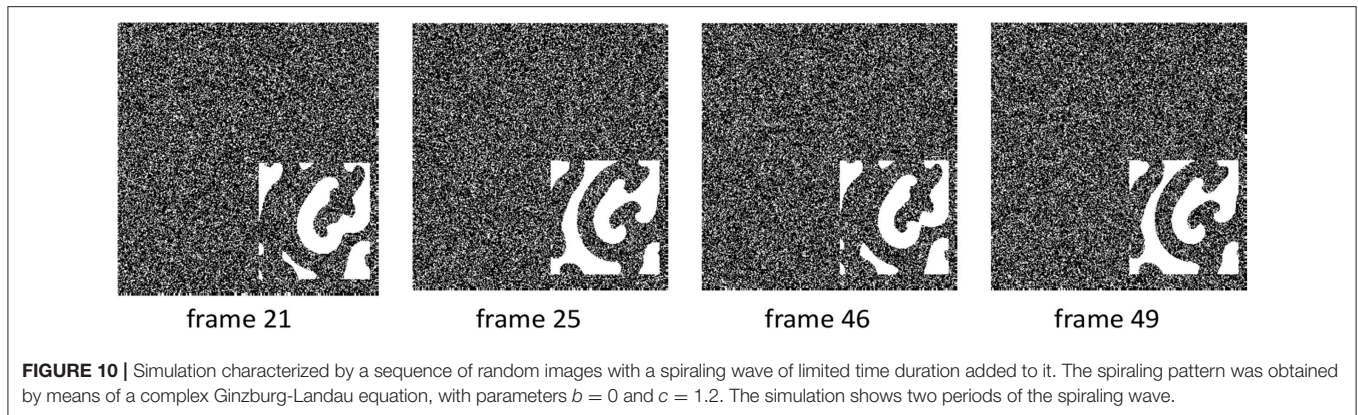 frame 21
frame 25
frame 46
frame 49
FIGURE 10 | Simulation characterized by a sequence of random images with a spiraling wave of limited time duration added to it. The spiraling pattern was obtained
by means of a complex Ginzburg-Landau equation, with parameters b = 0 and c = 1.2. The simulation shows two periods of the spiraling wave.